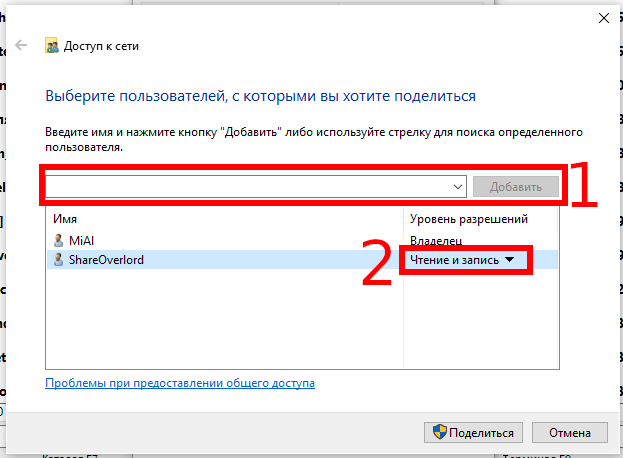 Доступ к сети
Выберите пользователей, с которыми вы хотите поделиться
Введите имя и нажмите кнопку "Добавить" либо используйте стрелку для поиска определенного
пользователя.
Добавить
1
Имя Уровень разрешений
MiAl Владелец
ShareOverlord Чтение и запись
2
Проблемы при предоставлении общего доступа
Поделиться Отмена